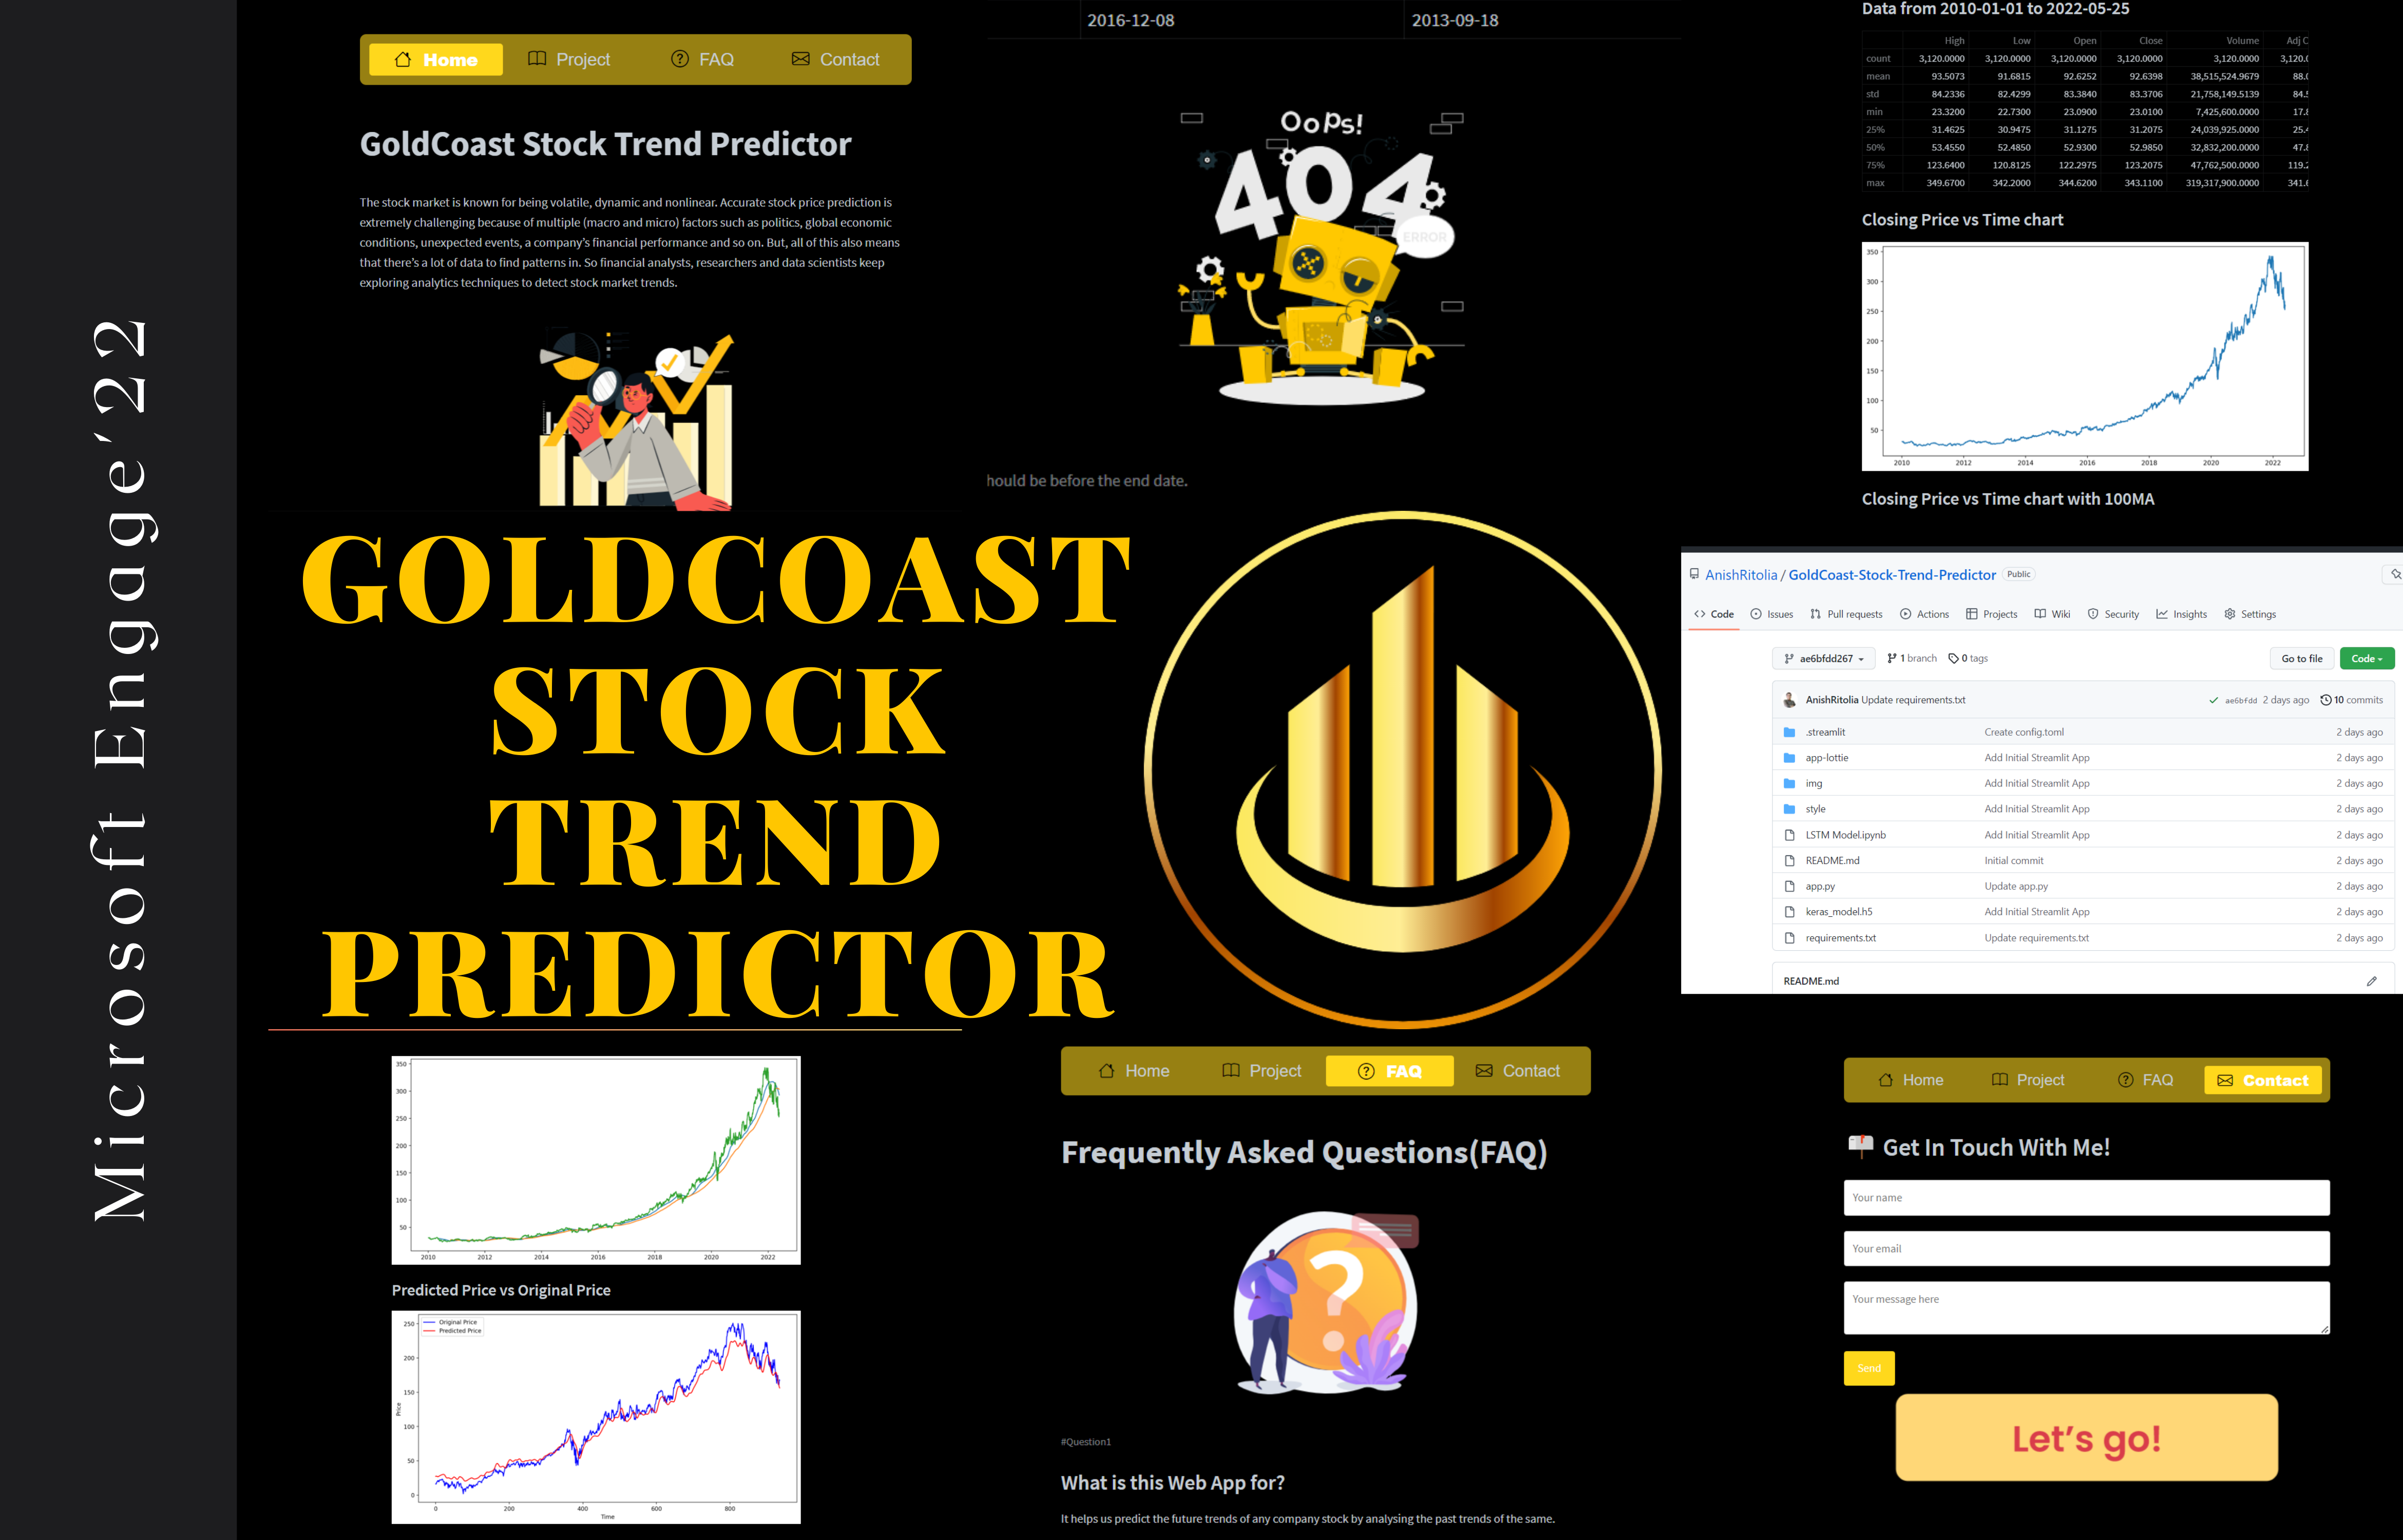 Microsoft Engage'22
Home Project FAQ Contact
GoldCoast Stock Trend Predictor
The stock market is known for being volatile, dynamic and nonlinear. Accurate stock price prediction is
extremely challenging because of multiple (macro and micro) factors such as politics, global economic
conditions, unexpected events, a company's financial performance and so on. But, all of this also means
that there's a lot of data to find patterns in. So financial analysts, researchers and data scientists keep
exploring analytics techniques to detect stock market trends.
2016-12-08 2013-09-18
Oops!
404
ERROR
hould be before the end date.
Data from 2010-01-01 to 2022-05-25
High Low Open Close Volume Adj C
count 3,120.0000 3,120.0000 3,120.0000 3,120.0000 3,120.0000 3,120.0
mean 93.5073 91.6815 92.6252 92.6398 38,515,524.9679 88.0
std 84.2336 82.4299 83.3840 83.3706 21,758,149.5139 84.5
min 23.3200 22.7300 23.0900 23.0100 7,425,600.0000 17.8
25% 31.4625 30.9475 31.1275 31.2075 24,039,925.0000 25.4
50% 53.4550 52.4850 52.9300 52.9850 32,832,200.0000 47.8
75% 123.6400 120.8125 122.2975 123.2075 47,762,500.0000 119.2
max 349.6700 342.2000 344.6200 343.1100 319,317,900.0000 341.6
Closing Price vs Time chart
350
300
250
200
150
100
50
2010 2012 2014 2016 2018 2020 2022
Closing Price vs Time chart with 100MA
GOLDCOAST
STOCK
TREND
PREDICTOR
AnishRitolia / GoldCoast-Stock-Trend-Predictor Public
Code Issues Pull requests Actions Projects Wiki Security Insights Settings
ae6bfdd267 1 branch 0 tags Go to file Code
AnishRitolia Update requirements.txt ae6bfdd 2 days ago 10 commits
.streamlit Create config.toml 2 days ago
app-lottie Add Initial Streamlit App 2 days ago
img Add Initial Streamlit App 2 days ago
style Add Initial Streamlit App 2 days ago
LSTM Model.ipynb Add Initial Streamlit App 2 days ago
README.md Initial commit 2 days ago
app.py Update app.py 2 days ago
keras_model.h5 Add Initial Streamlit App 2 days ago
requirements.txt Update requirements.txt 2 days ago
README.md
350
300
250
200
150
100
50
2010 2012 2014 2016 2018 2020 2022
Predicted Price vs Original Price
Original Price
Predicted Price
250
200
150
100
50
0
Price
0 200 400 600 800
Time
Home Project FAQ Contact
Frequently Asked Questions(FAQ)
?
#Question1
What is this Web App for?
It helps us predict the future trends of any company stock by analysing the past trends of the same.
Home Project FAQ Contact
Get In Touch With Me!
Your name
Your email
Your message here
Send
Let's go!